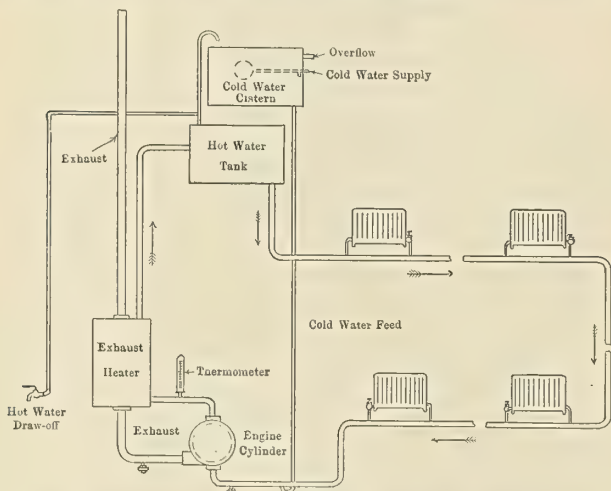 Overflow
Cold Water Supply
Cold Water
Cistern
Hot Water
Tank
Exhaust
Cold Water Feed
Exhaust
Heater
Tnermometer
Hot Water
Draw-off
Exhaust
Engine
Cylinder